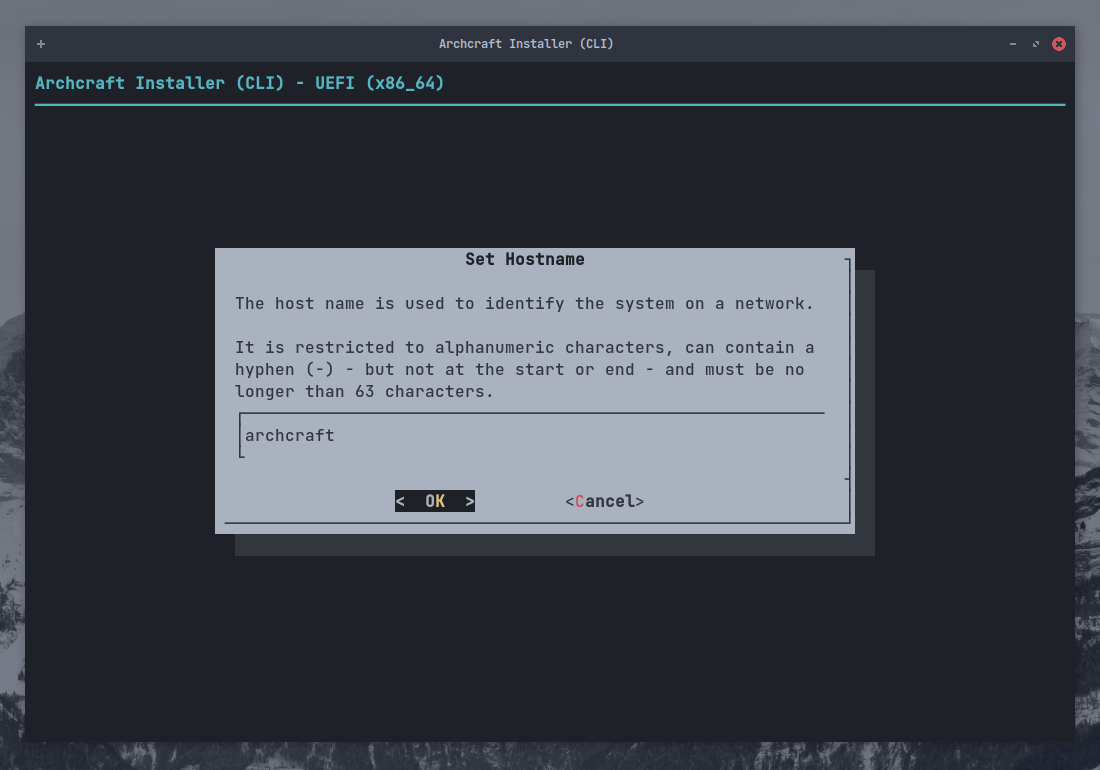 Archcraft Installer (CLI)
Archcraft Installer (CLI) - UEFI (x86_64)
Set Hostname
The host name is used to identify the system on a network.
It is restricted to alphanumeric characters, can contain a
hyphen (-) - but not at the start or end - and must be no
longer than 63 characters.
archcraft
<  OK  > <Cancel>